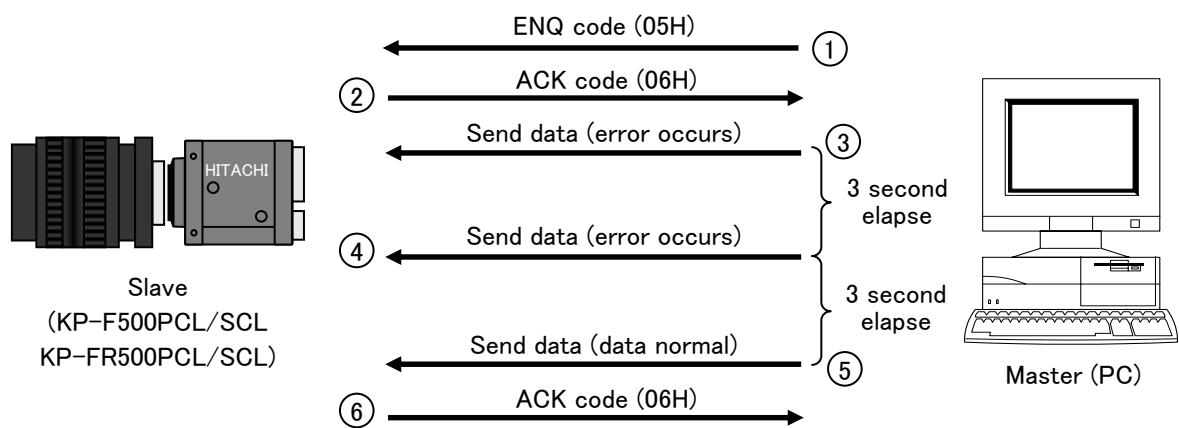 ENQ code (05H)
①
② ACK code (06H)
Send data (error occurs) ③
HITACHI
3 second
elapse
④ Send data (error occurs)
Slave
(KP-F500PCL/SCL
KP-FR500PCL/SCL)
3 second
elapse
Send data (data normal) ⑤
Master (PC)
⑥ ACK code (06H)